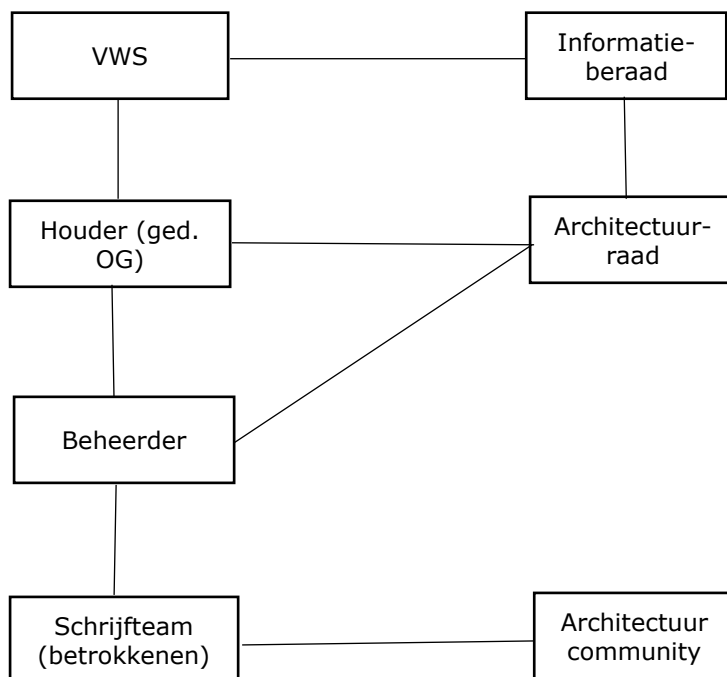 VWS
Informatie-
beraad
Houder (ged.
OG)
Architectuur-
raad
Beheerder
Schrijfteam
(betrokkenen)
Architectuur
community